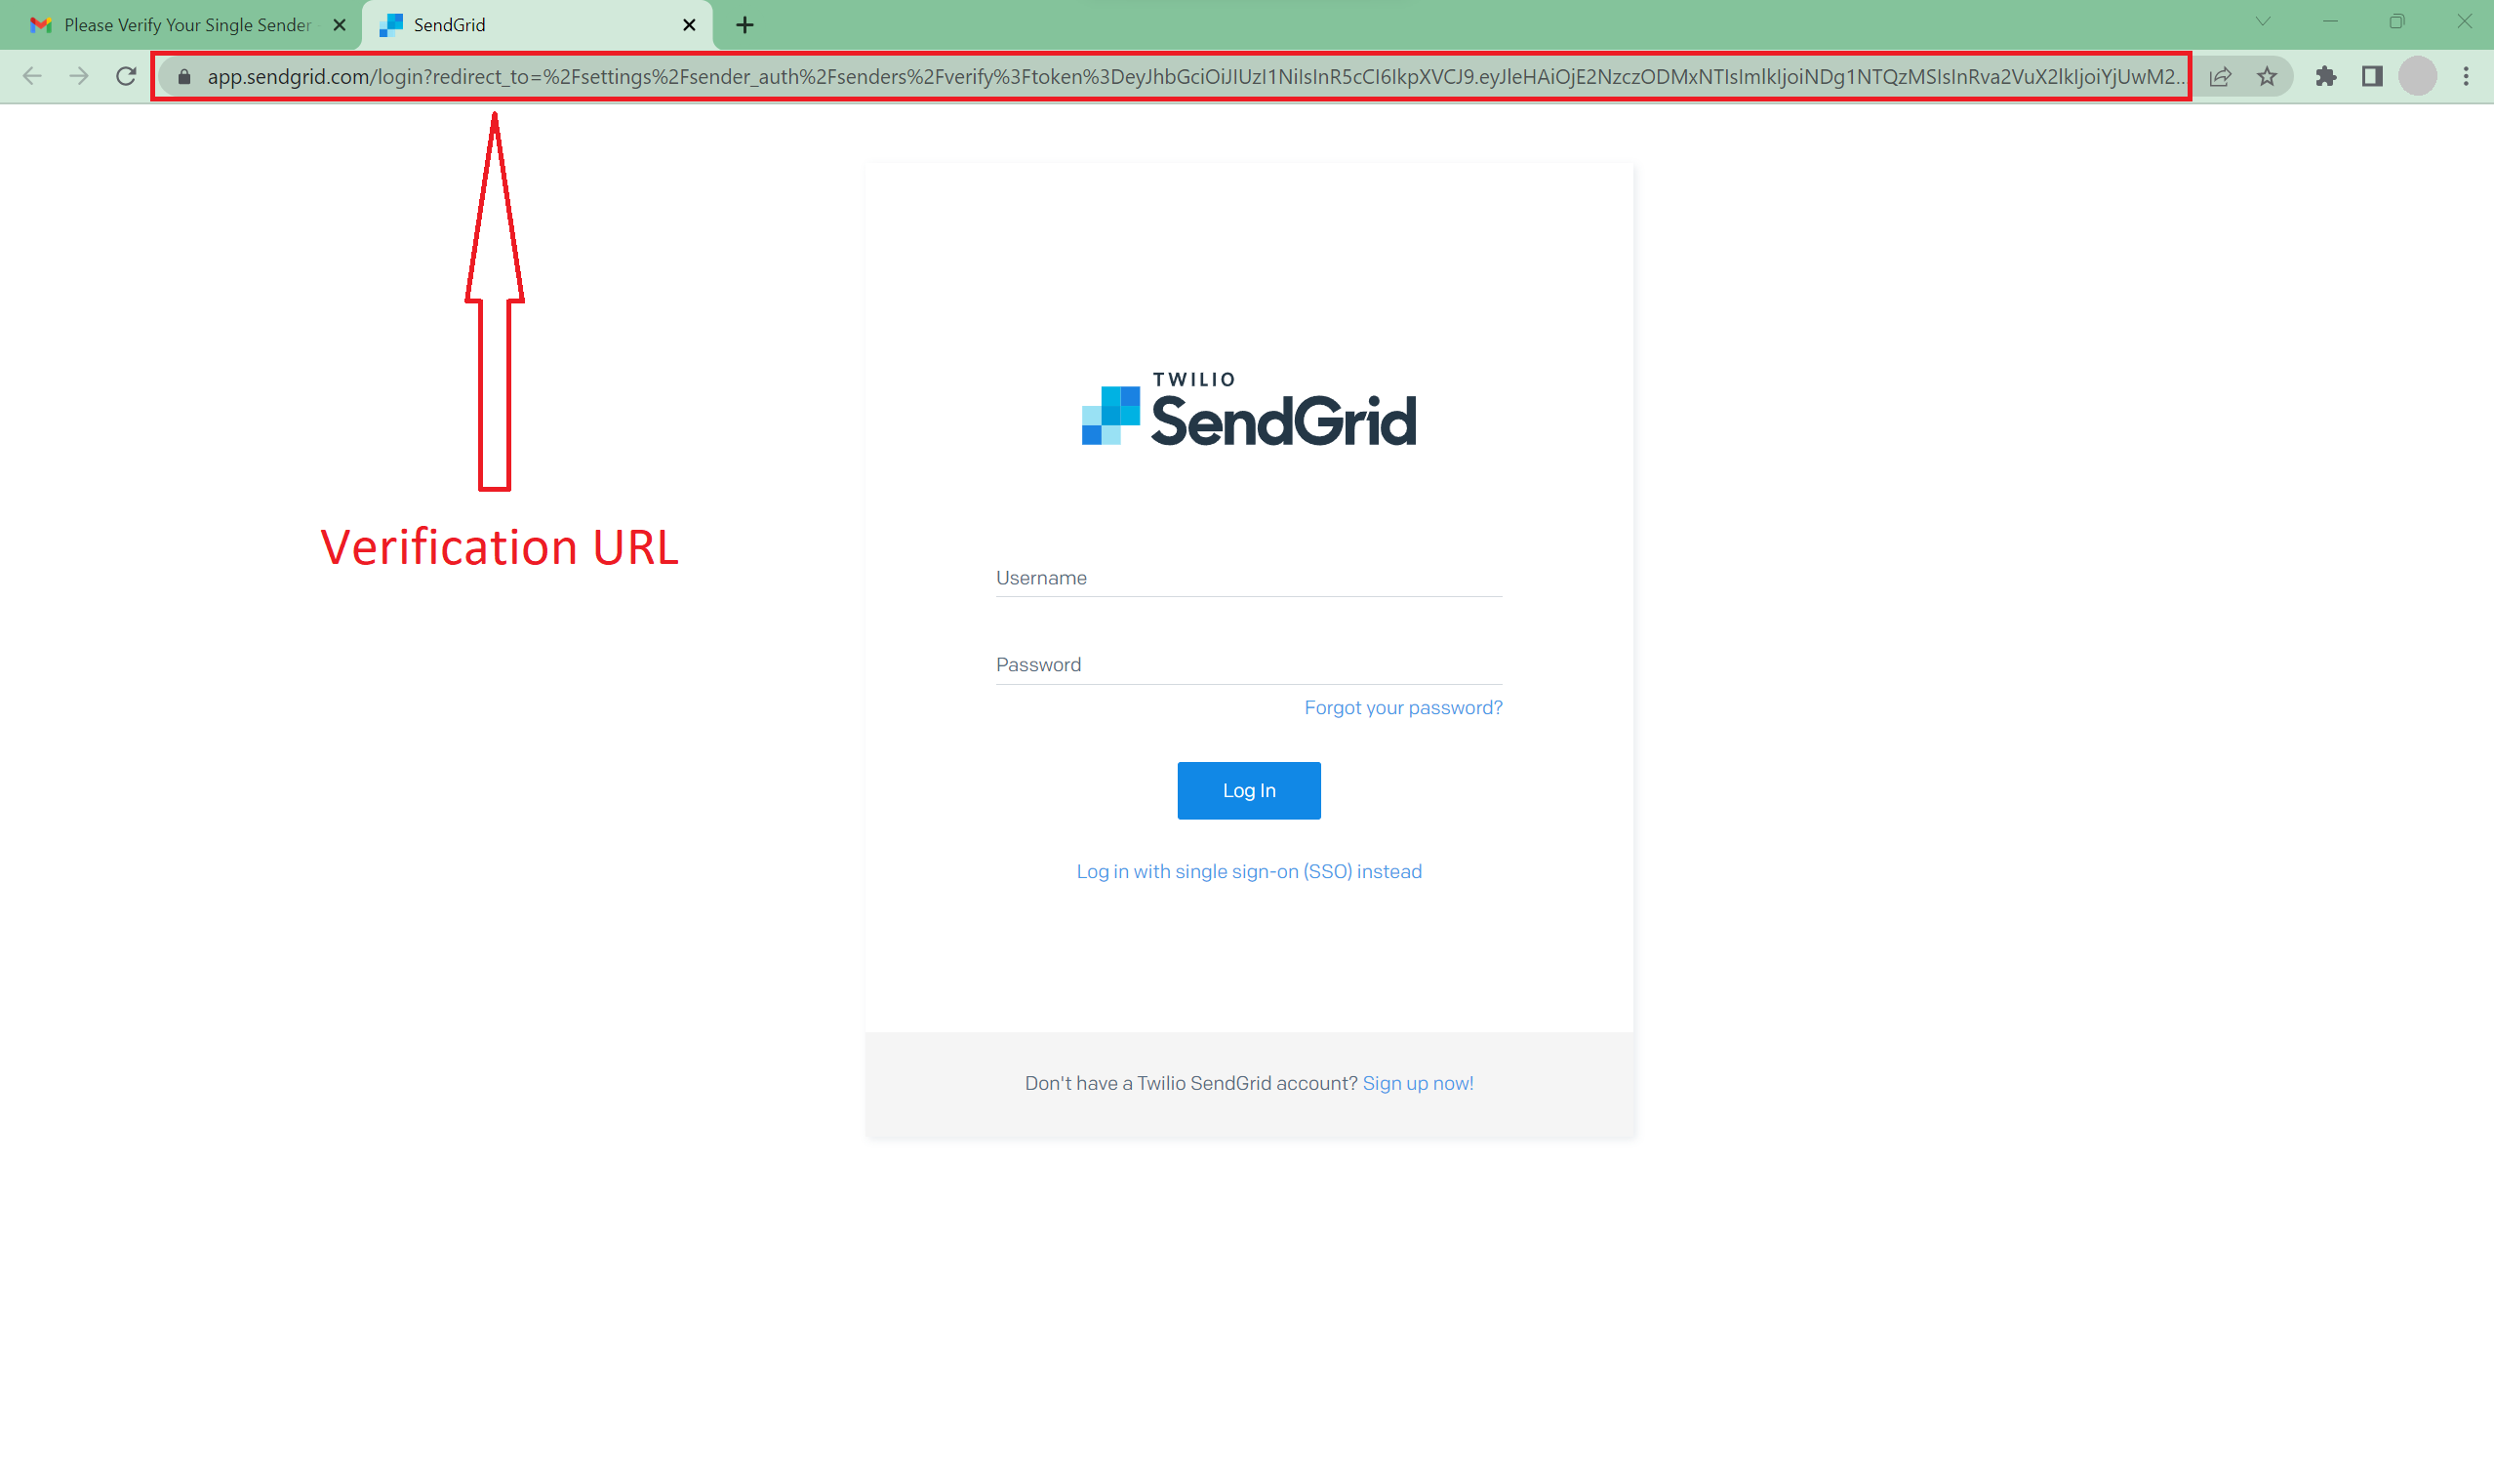 Please Verify Your Single Sender
SendGrid
app.sendgrid.com/login?redirect_to=%2Fsettings%2Fsender_auth%2Fsenders%2Fverify%3Ftoken%3DeyJhbGciOiJIUzI1NiIsInR5cCI6IkpXVCJ9.eyJleHAiOjE2NzczODMxNTIsImlkIjoiNDg1NTQzMSIsInRva2VuX2lkIjoiYjUwM2...
Verification URL
TWILIO
SendGrid
Username
Password
Forgot your password?
Log In
Log in with single sign-on (SSO) instead
Don't have a Twilio SendGrid account? Sign up now!